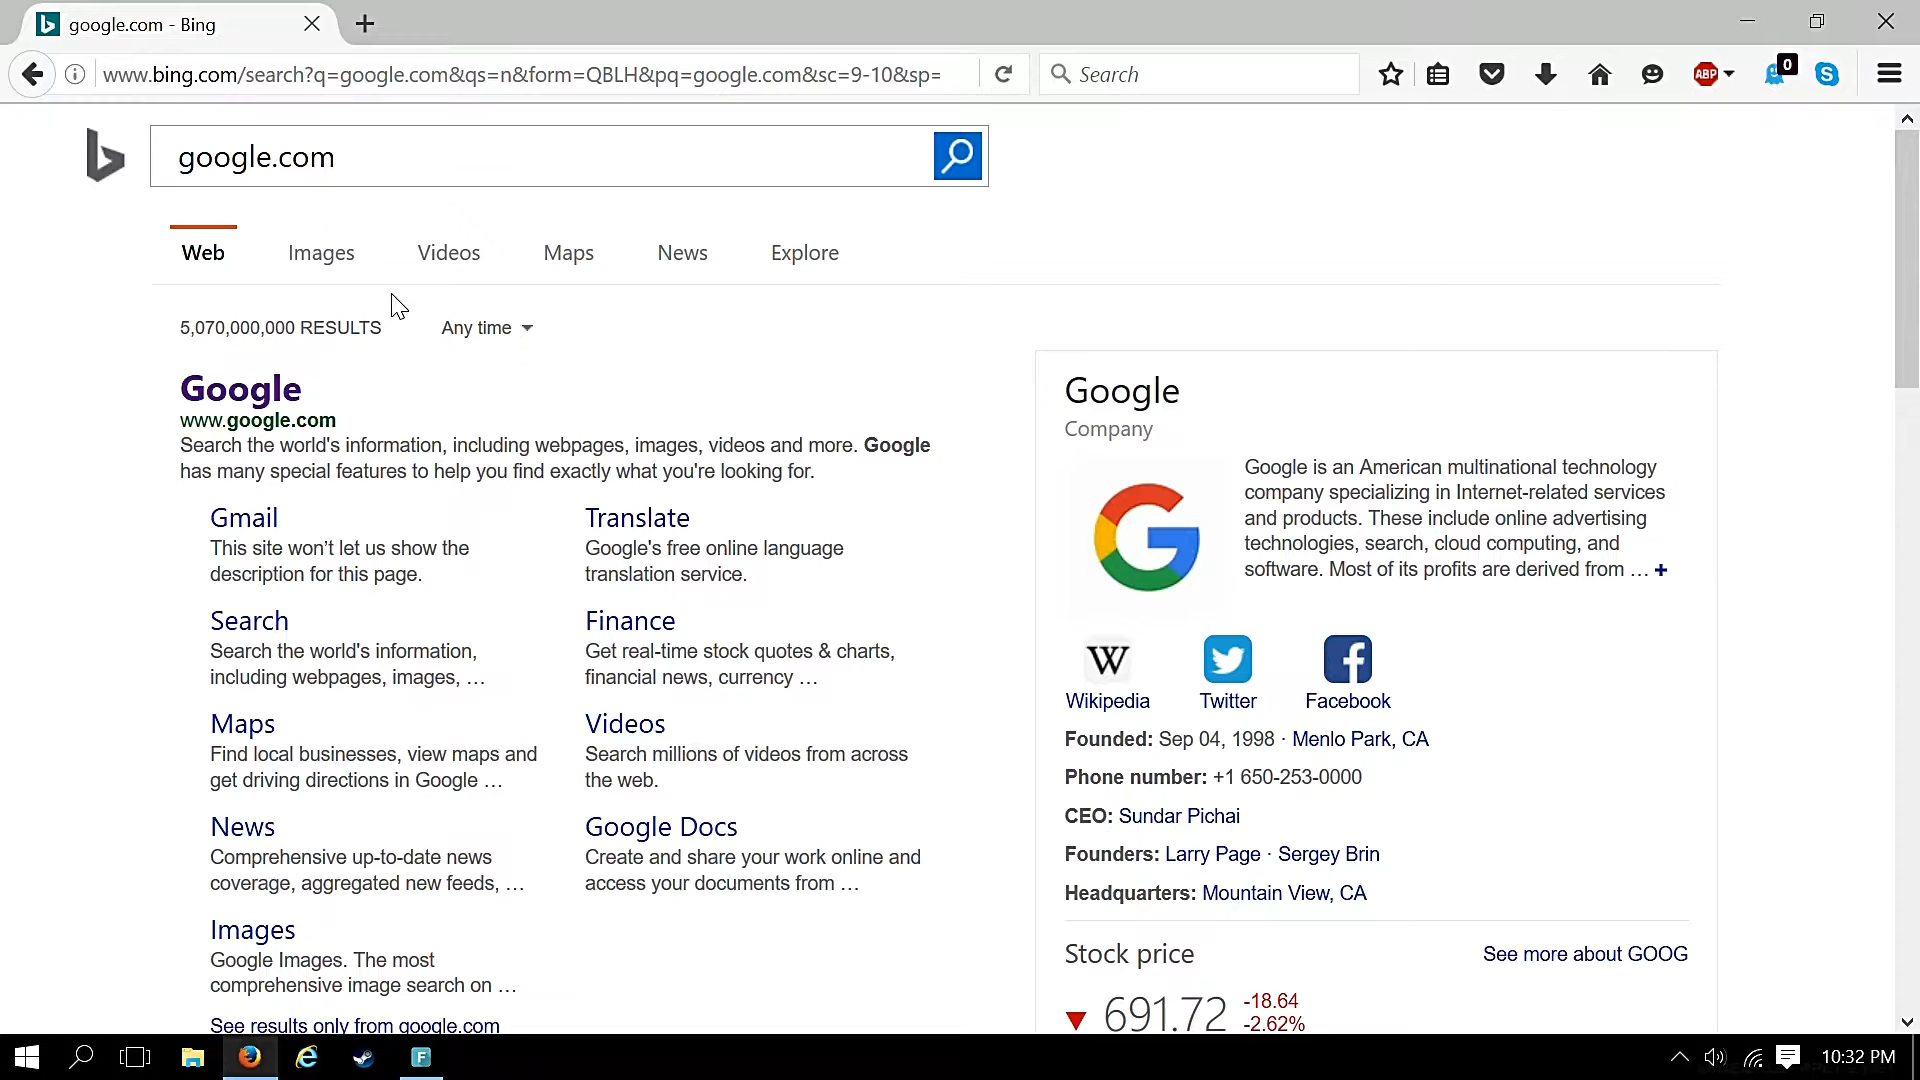 google.com - Bing
www.bing.com/search?q=google.com&qs=n&form=QBLH&pq=google.com&sc=9-10&sp=
Search
ABP
0
google.com
Web
Images
Videos
Maps
News
Explore
5,070,000,000 RESULTS
Any time
Google
www.google.com
Search the world's information, including webpages, images, videos and more. Google
has many special features to help you find exactly what you're looking for.
Gmail
This site won’t let us show the
description for this page.
Translate
Google's free online language
translation service.
Search
Search the world's information,
including webpages, images, ...
Finance
Get real-time stock quotes & charts,
financial news, currency ...
Maps
Find local businesses, view maps and
get driving directions in Google ...
Videos
Search millions of videos from across
the web.
News
Comprehensive up-to-date news
coverage, aggregated new feeds, ...
Google Docs
Create and share your work online and
access your documents from ...
Images
Google Images. The most
comprehensive image search on ...
See results only from google.com
Google
Company
Google is an American multinational technology
company specializing in Internet-related services
and products. These include online advertising
technologies, search, cloud computing, and
software. Most of its profits are derived from ... +
W
Wikipedia
Twitter
Facebook
Founded: Sep 04, 1998 · Menlo Park, CA
Phone number: +1 650-253-0000
CEO: Sundar Pichai
Founders: Larry Page · Sergey Brin
Headquarters: Mountain View, CA
Stock price
See more about GOOG
691.72
-18.64
-2.62%
F
10:32 PM